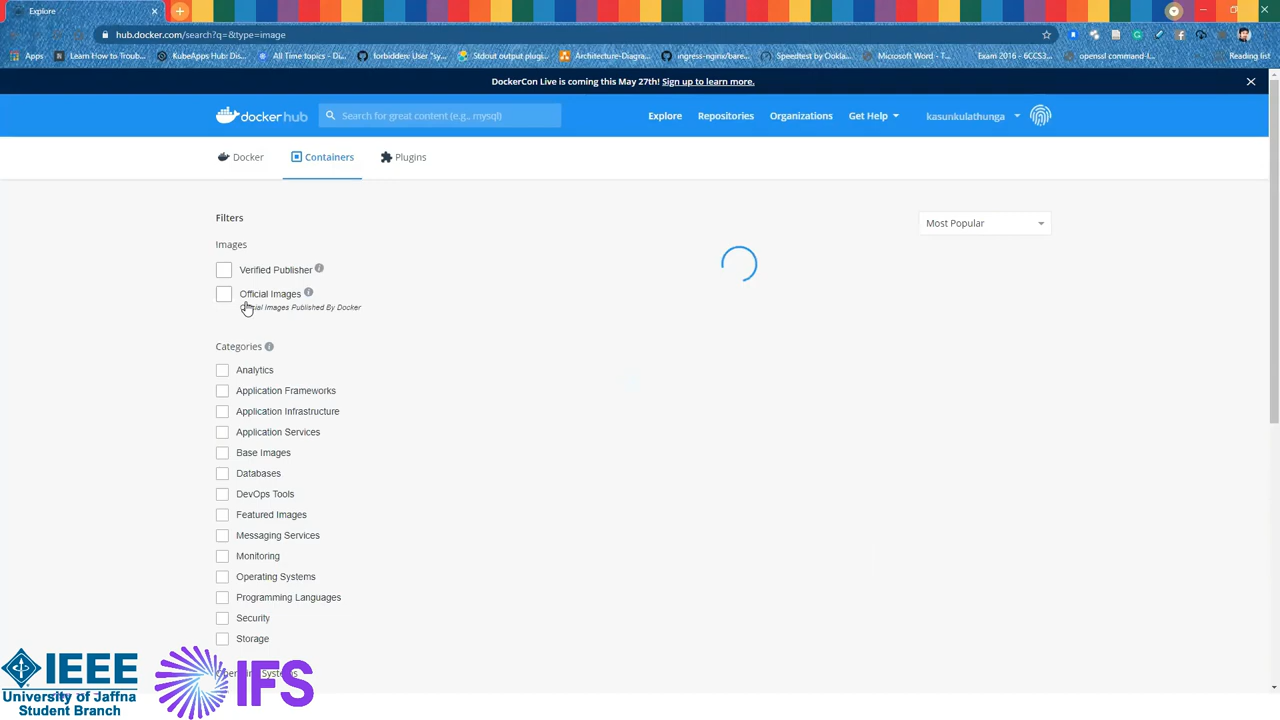 Explore
hub.docker.com/search?q=&type=image
Apps
Learn How to Troub...
KubeApps Hub: Dis...
All Time topics - Di...
forbidden: User "sy...
Stdout output plugi...
Architecture-Diagra...
ingress-nginx/bare...
Speedtest by Ookla...
Microsoft Word - T...
Exam 2016 - 6CCS3...
openssl command-l...
Reading list
DockerCon Live is coming this May 27th! Sign up to learn more.
docker hub
Search for great content (e.g., mysql)
Explore
Repositories
Organizations
Get Help
kasunkulathunga
Docker
Containers
Plugins
Filters
Most Popular
Images
Verified Publisher
Official Images
Official Images Published By Docker
Categories
Analytics
Application Frameworks
Application Infrastructure
Application Services
Base Images
Databases
DevOps Tools
Featured Images
Messaging Services
Monitoring
Operating Systems
Programming Languages
Security
Storage
Operating Systems
IEEE
University of Jaffna
Student Branch
IFS